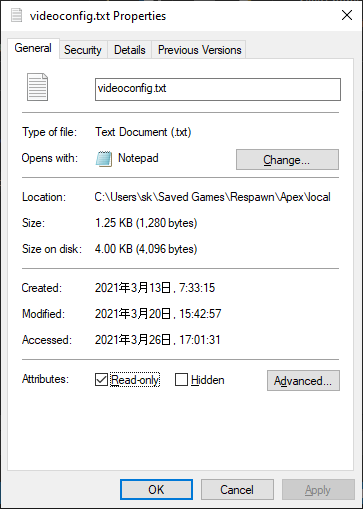 videoconfig.txt Properties
General Security Details Previous Versions
videoconfig.txt
Type of file: Text Document (.txt)
Opens with: Notepad Change...
Location: C:\Users\sk\Saved Games\Respawn\Apex\local
Size: 1.25 KB (1,280 bytes)
Size on disk: 4.00 KB (4,096 bytes)
Created: 2021年3月13日, 7:33:15
Modified: 2021年3月20日, 15:42:57
Accessed: 2021年3月26日, 17:01:31
Attributes: Read-only Hidden Advanced...
OK Cancel Apply